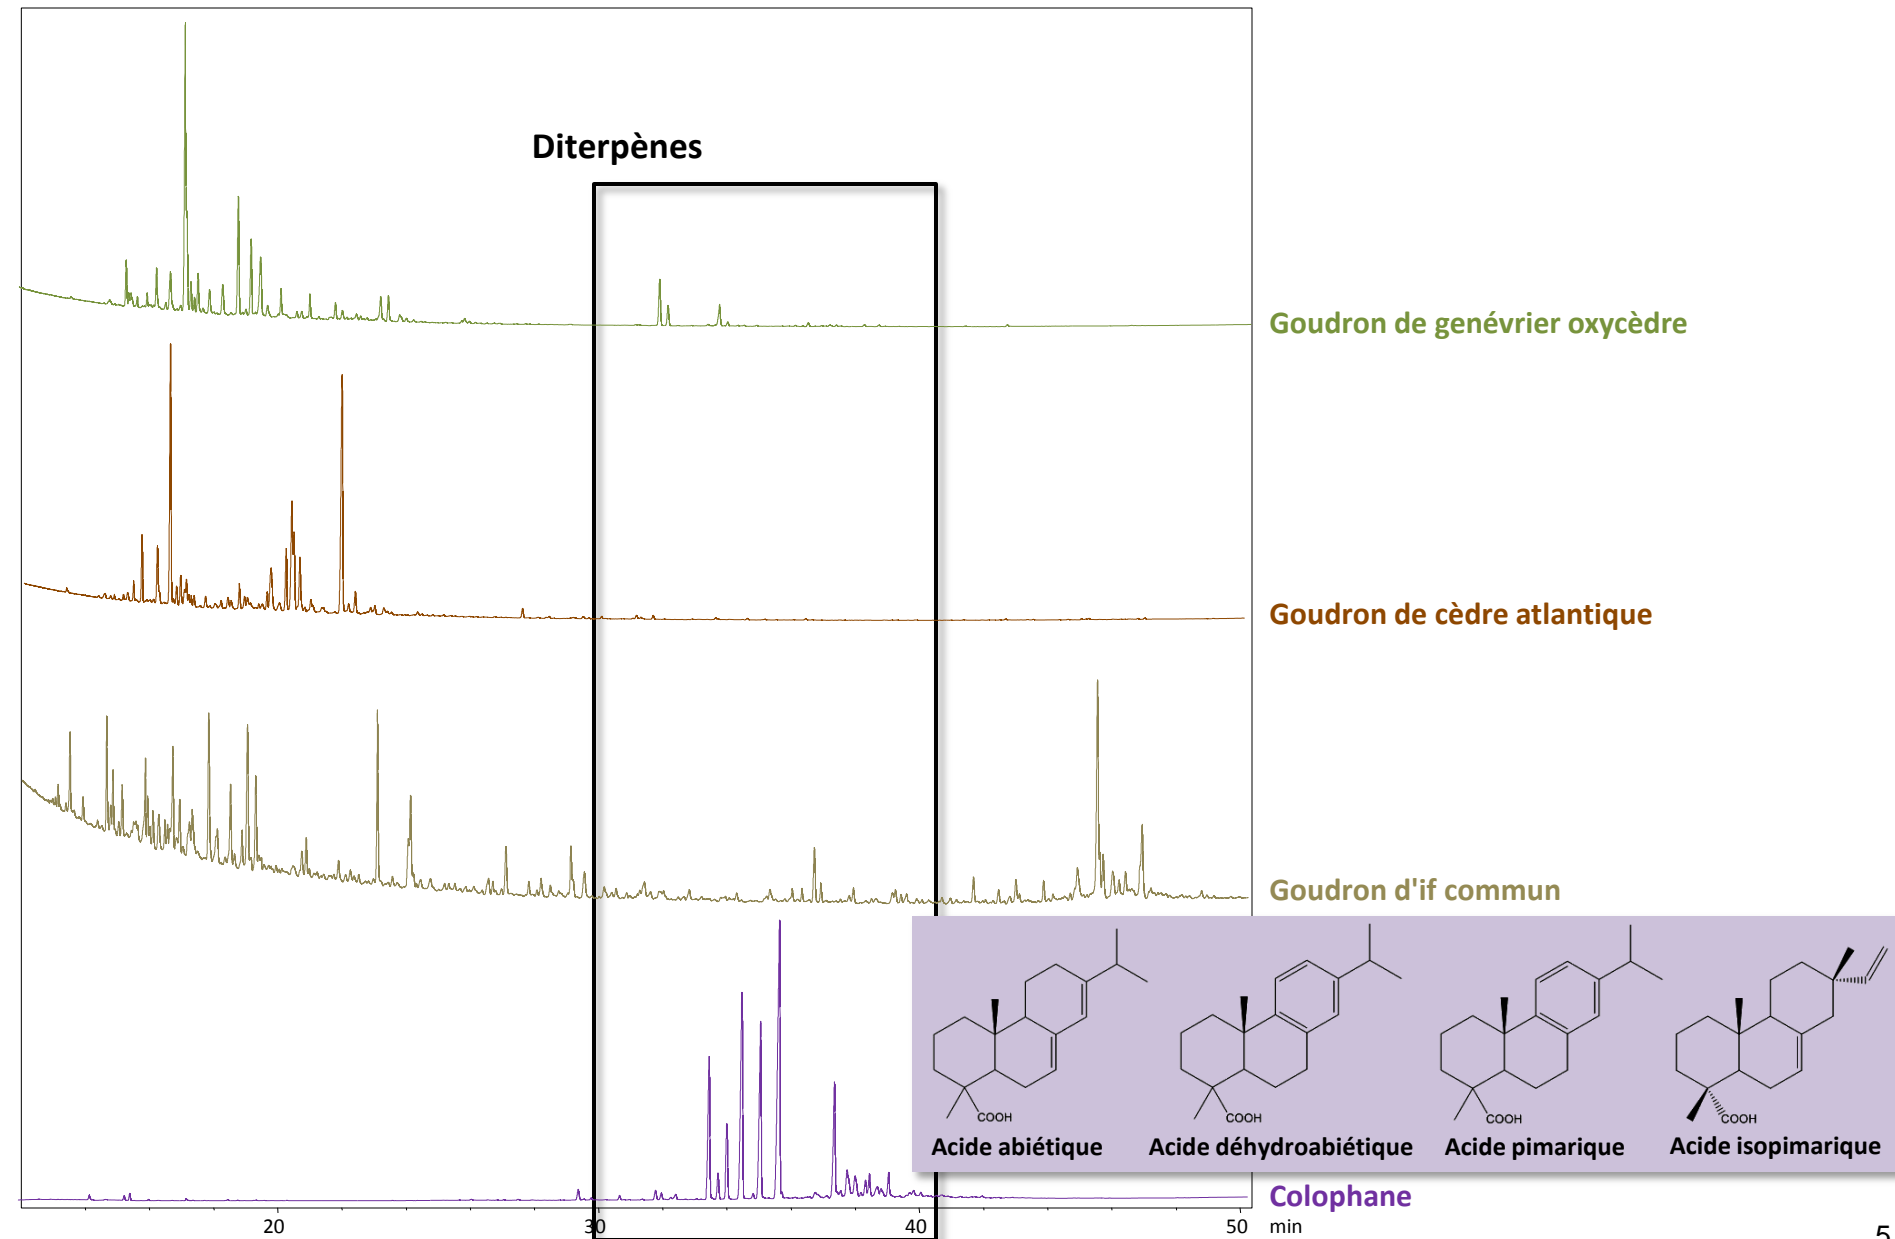 Diterpènes
Goudron de genévrier oxycèdre
Goudron de cèdre atlantique
Goudron d'if commun
COOH
COOH
COOH
COOH
Acide abiétique
Acide déhydroabiétique
Acide pimarique
Acide isopimarique
Colophane
20
30
40
50
min
5